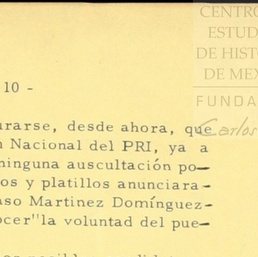 CENTRO
ESTUD
DE HIST
DE MEX
FUNDA
Carlos
10 -
urarse, desde ahora, que
n Nacional del PRI, ya a
ninguna auscultación po-
os y platillos anunciara-
aso Martinez Domínguez-
ocer"la voluntad del pue-